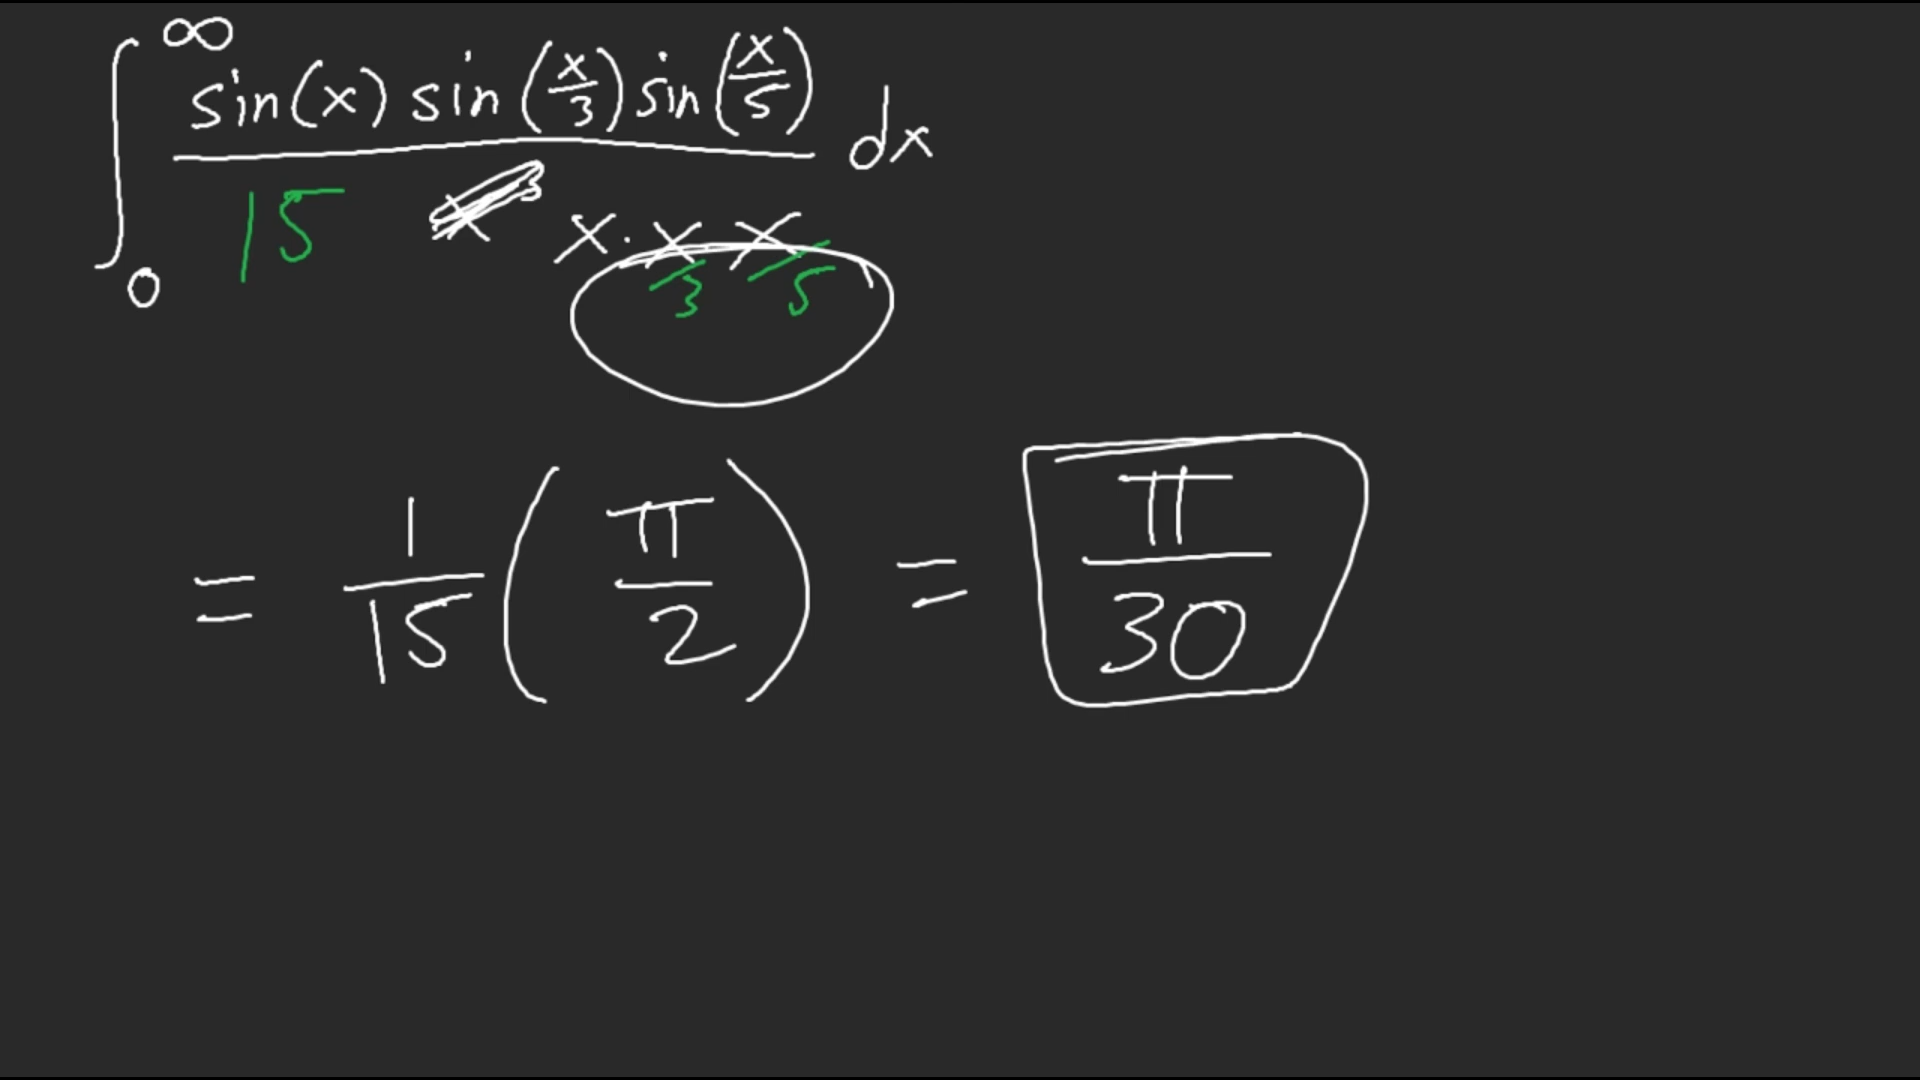 ∫₀^∞ sin(x) sin(x/3) sin(x/5) / (15 x · x/3 · x/5) dx
= 1/15 (π/2) = π/30